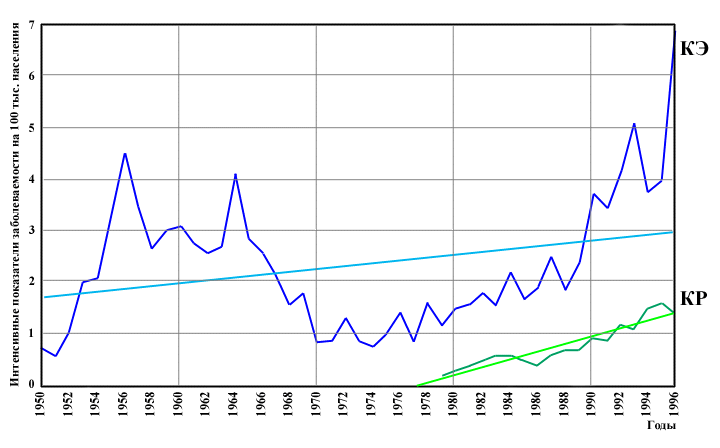 Интенсивные показатели заболеваемости на 100 тыс. населения
7
6
5
4
3
2
1
0
КЭ
КР
1950 1952 1954 1956 1958 1960 1962 1964 1966 1968 1970 1972 1974 1976 1978 1980 1982 1984 1986 1988 1990 1992 1994 1996
Годы